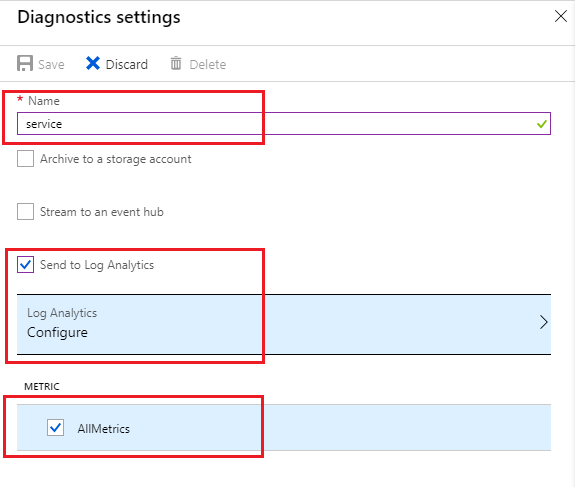 Diagnostics settings
Save Discard Delete
* Name
service
Archive to a storage account
Stream to an event hub
Send to Log Analytics
Log Analytics
Configure
METRIC
AllMetrics